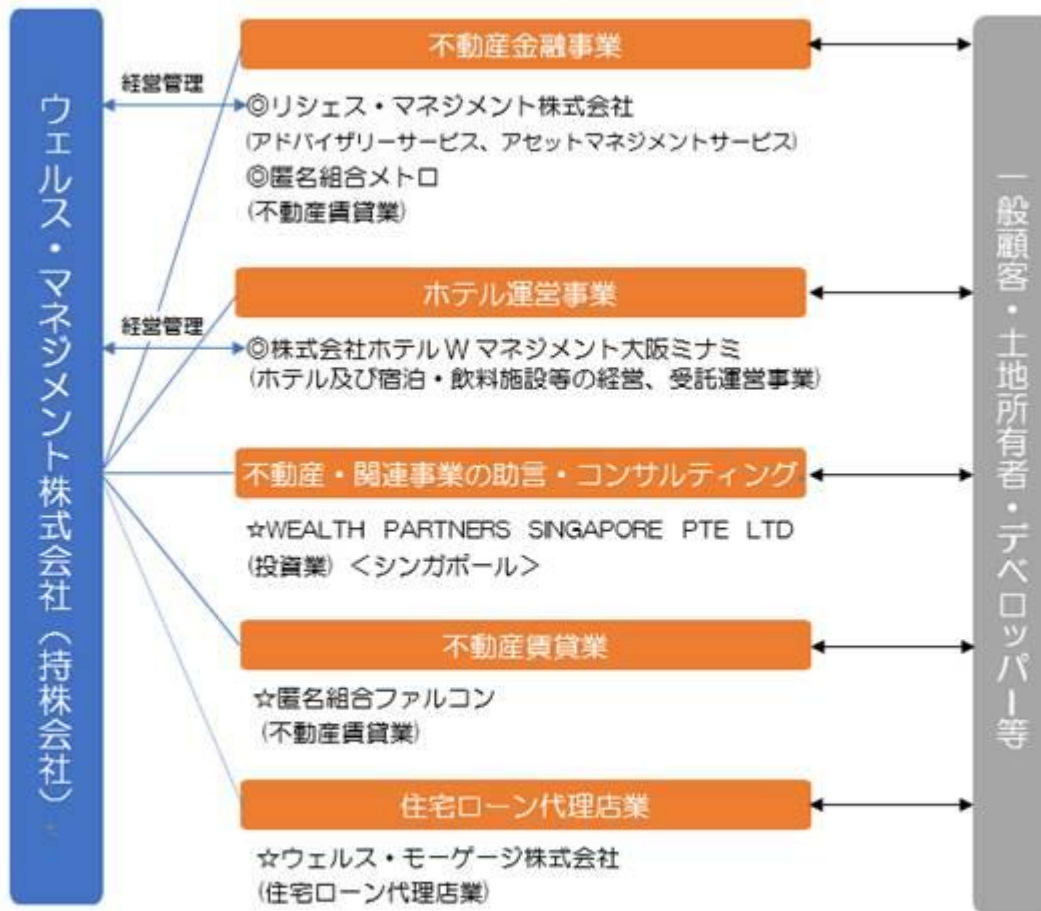 ウェルス・マネジメント株式会社（持株会社）
不動産金融事業
経営管理
◎リシェス・マネジメント株式会社
(アドバイザリーサービス、アセットマネジメントサービス)
◎匿名組合メトロ
(不動産賃貸業)
ホテル運営事業
経営管理
◎株式会社ホテルWマネジメント大阪ミナミ
(ホテル及び宿泊・飲料施設等の経営、受託運営事業)
不動産・関連事業の助言・コンサルティング
☆WEALTH PARTNERS SINGAPORE PTE LTD
(投資業) ＜シンガポール＞
不動産賃貸業
☆匿名組合ファルコン
(不動産賃貸業)
住宅ローン代理店業
☆ウェルス・モーゲージ株式会社
(住宅ローン代理店業)
一般顧客・土地所有者・デベロッパー等